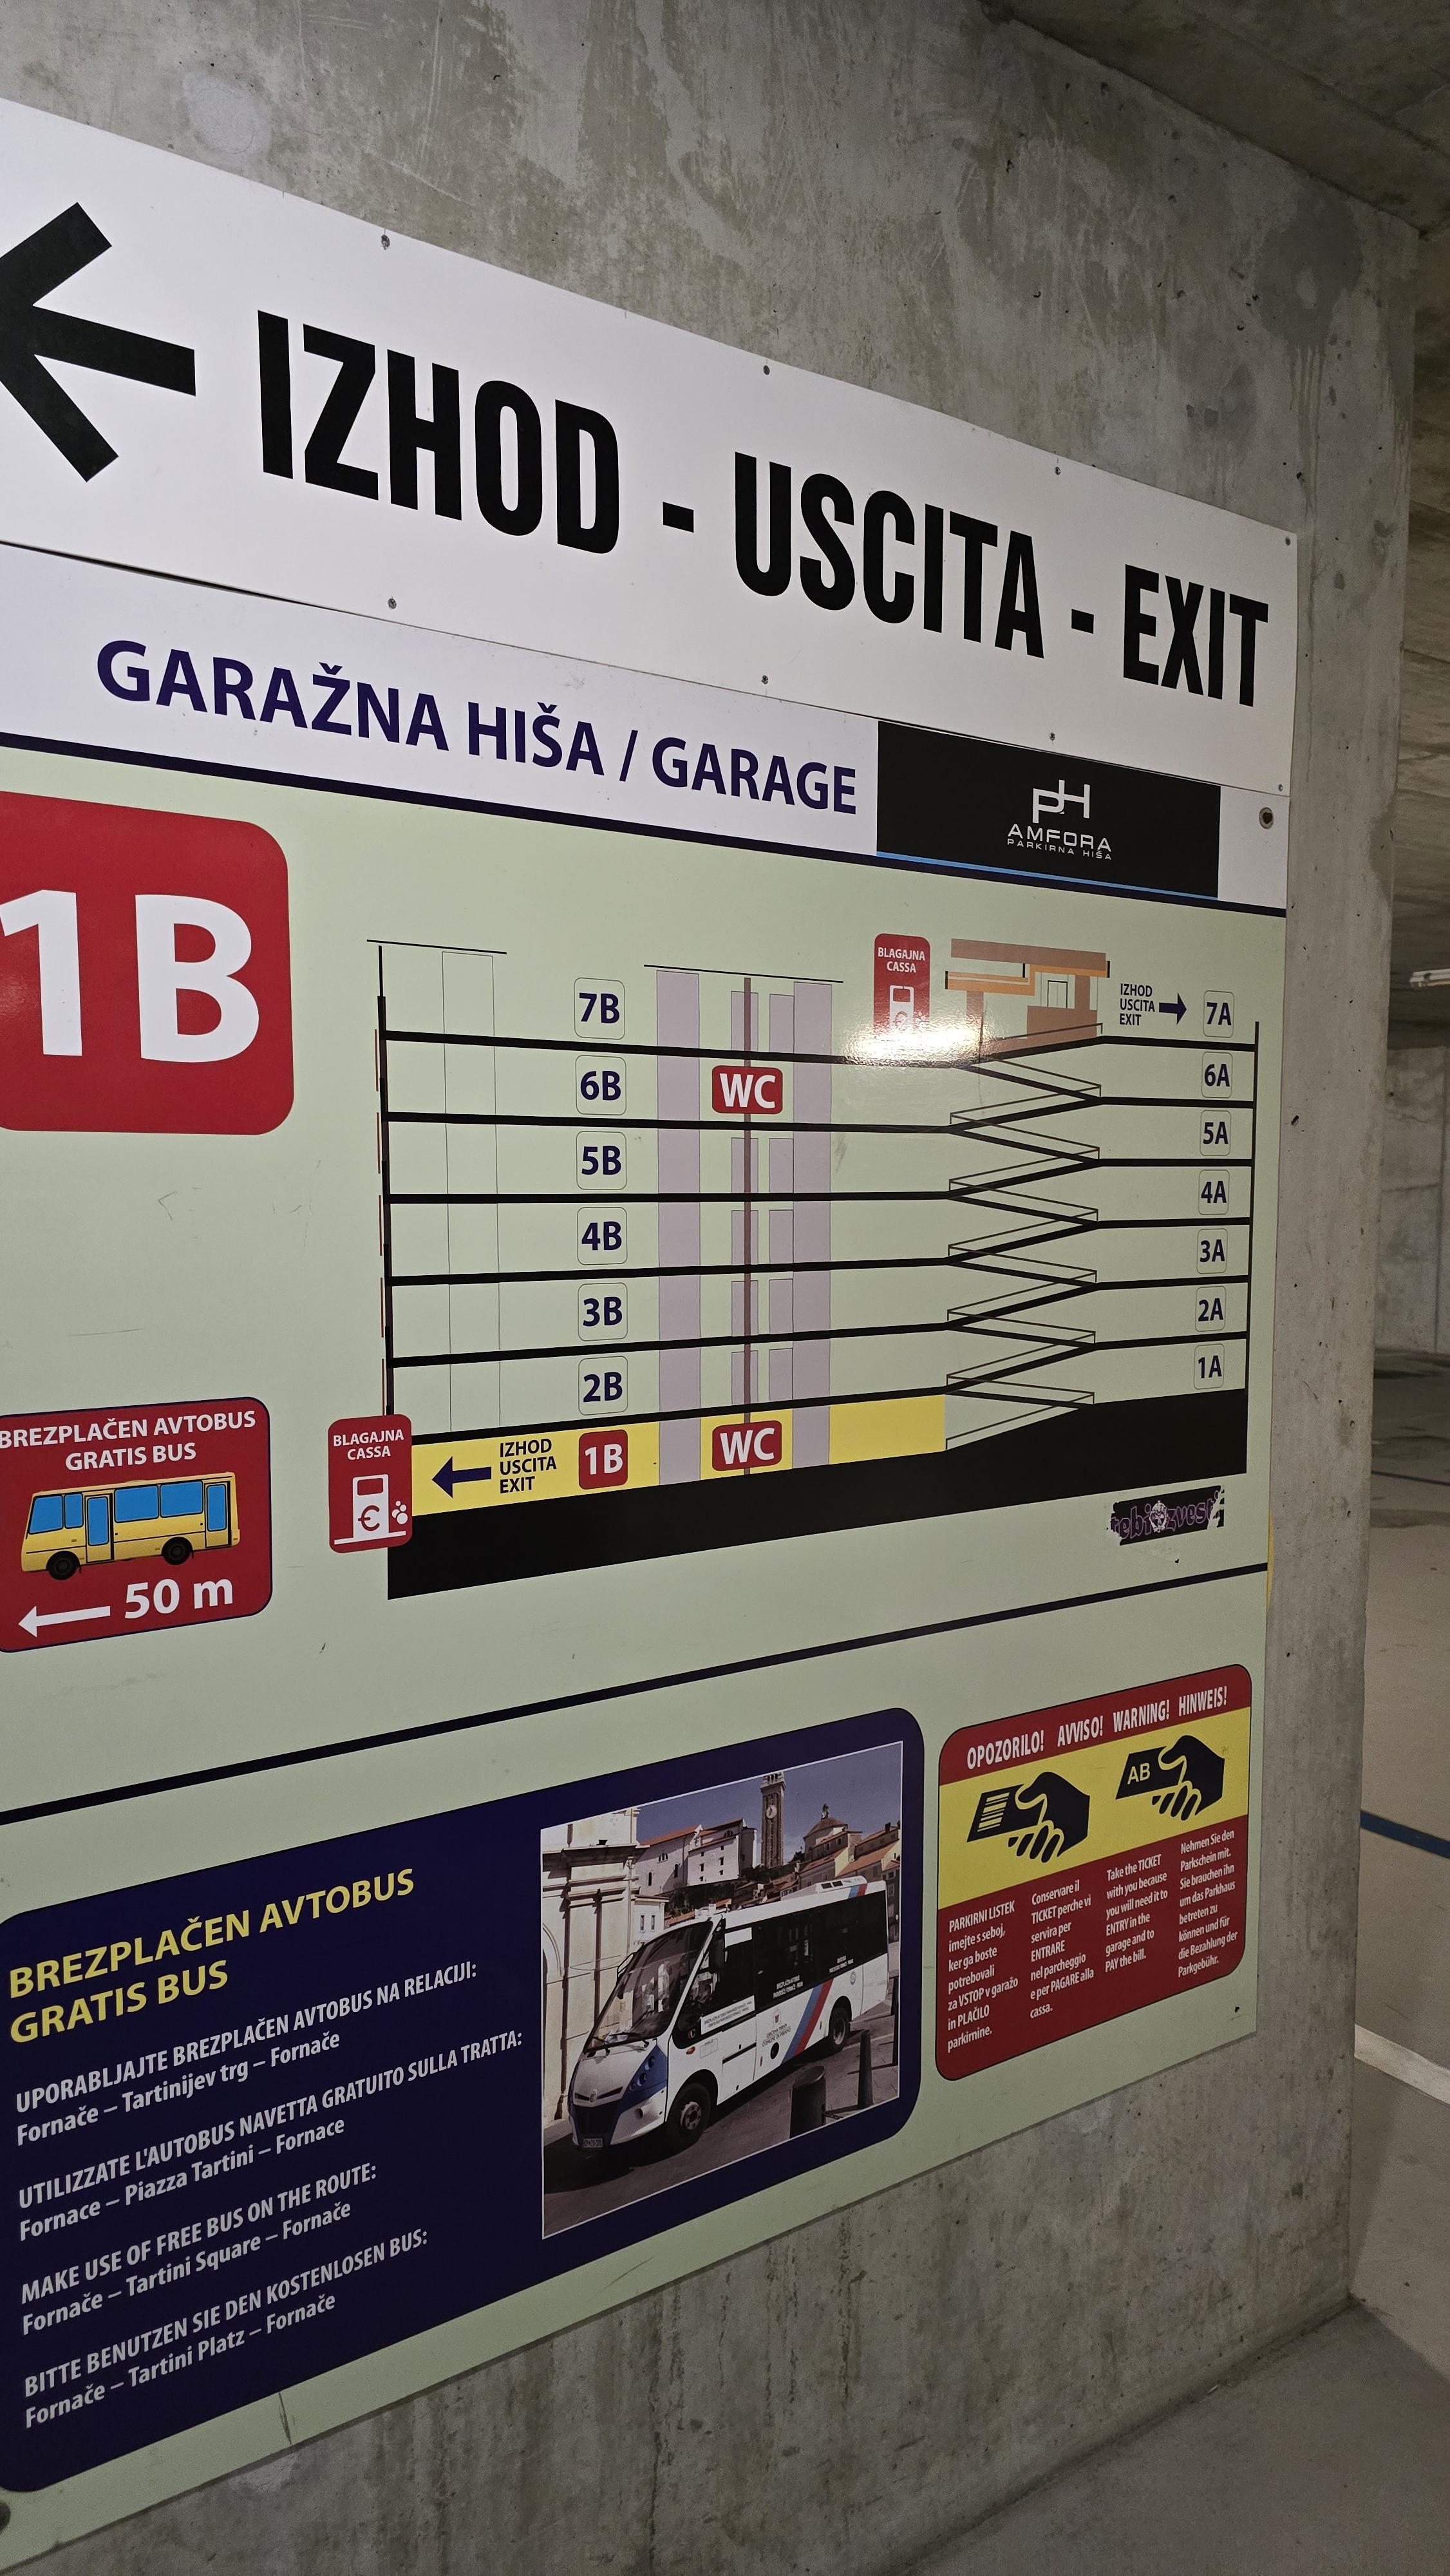 IZHOD - USCITA - EXIT
GARAŽNA HIŠA / GARAGE
PH
AMFORA
PARKIRNA HIŠA
1B
BLAGAJNA
CASSA
€
IZHOD
USCITA
EXIT
7A
7B
6B
WC
6A
5B
5A
4B
4A
3B
3A
2B
2A
1A
BLAGAJNA
CASSA
€
IZHOD
USCITA
EXIT
1B
WC
BREZPLAČEN AVTOBUS
GRATIS BUS
50 m
BREZPLAČEN AVTOBUS
GRATIS BUS
UPORABLJAJTE BREZPLAČEN AVTOBUS NA RELACIJI:
Fornače – Tartinijev trg – Fornače
UTILIZZATE L'AUTOBUS NAVETTA GRATUITO SULLA TRATTA:
Fornace – Piazza Tartini – Fornace
MAKE USE OF FREE BUS ON THE ROUTE:
Fornače – Tartini Square – Fornače
BITTE BENUTZEN SIE DEN KOSTENLOSEN BUS:
Fornače – Tartini Platz – Fornače
OPOZORILO! AVVISO! WARNING! HINWEIS!
AB
PARKIRNI LISTEK
imejte s seboj,
ker ga boste
potrebovali
za VSTOP v garažo
in PLAČILO
parkirnine.
Conservare il
TICKET perche vi
servira per
ENTRARE
nel parcheggio
e per PAGARE alla
cassa.
Take the TICKET
with you because
you will need it to
ENTRY in the
garage and to
PAY the bill.
Nehmen Sie den
Parkschein mit.
Sie brauchen ihn
um das Parkhaus
betreten zu
können und für
die Bezahlung der
Parkgebühr.